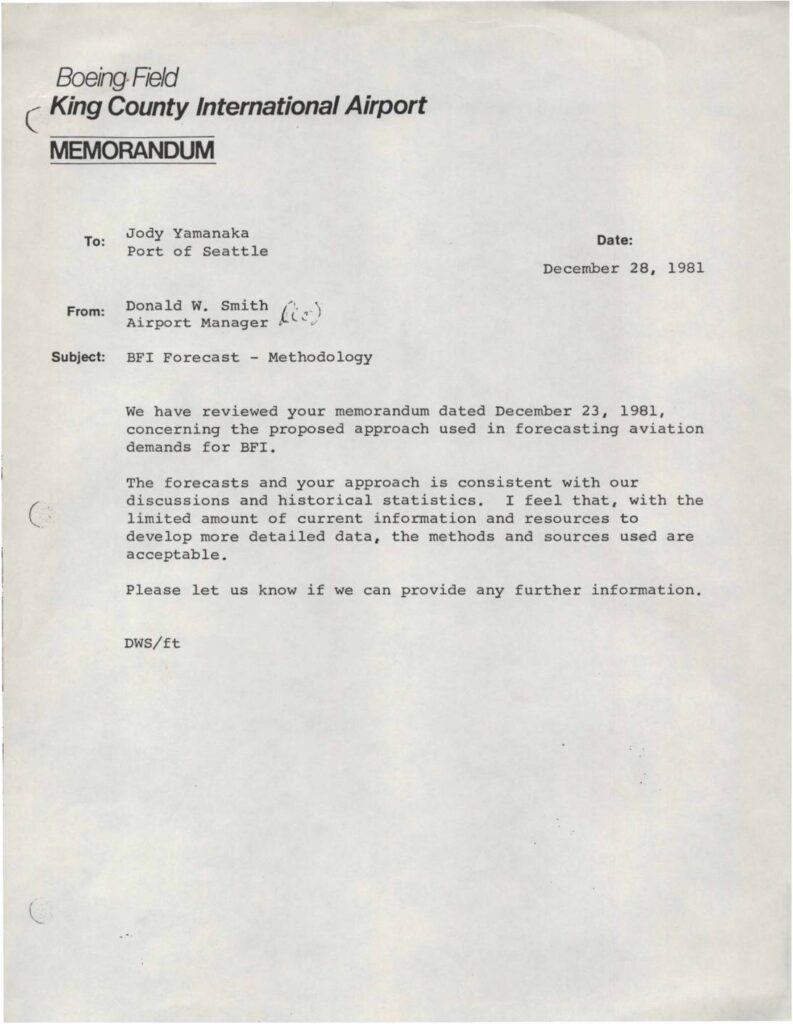 Boeing Field
King County International Airport
MEMORANDUM
To: Jody Yamanaka
Port of Seattle
Date:
December 28, 1981
From: Donald W. Smith
Airport Manager
Subject: BFI Forecast - Methodology
We have reviewed your memorandum dated December 23, 1981,
concerning the proposed approach used in forecasting aviation
demands for BFI.
The forecasts and your approach is consistent with our
discussions and historical statistics. I feel that, with the
limited amount of current information and resources to
develop more detailed data, the methods and sources used are
acceptable.
Please let us know if we can provide any further information.
DWS/ft